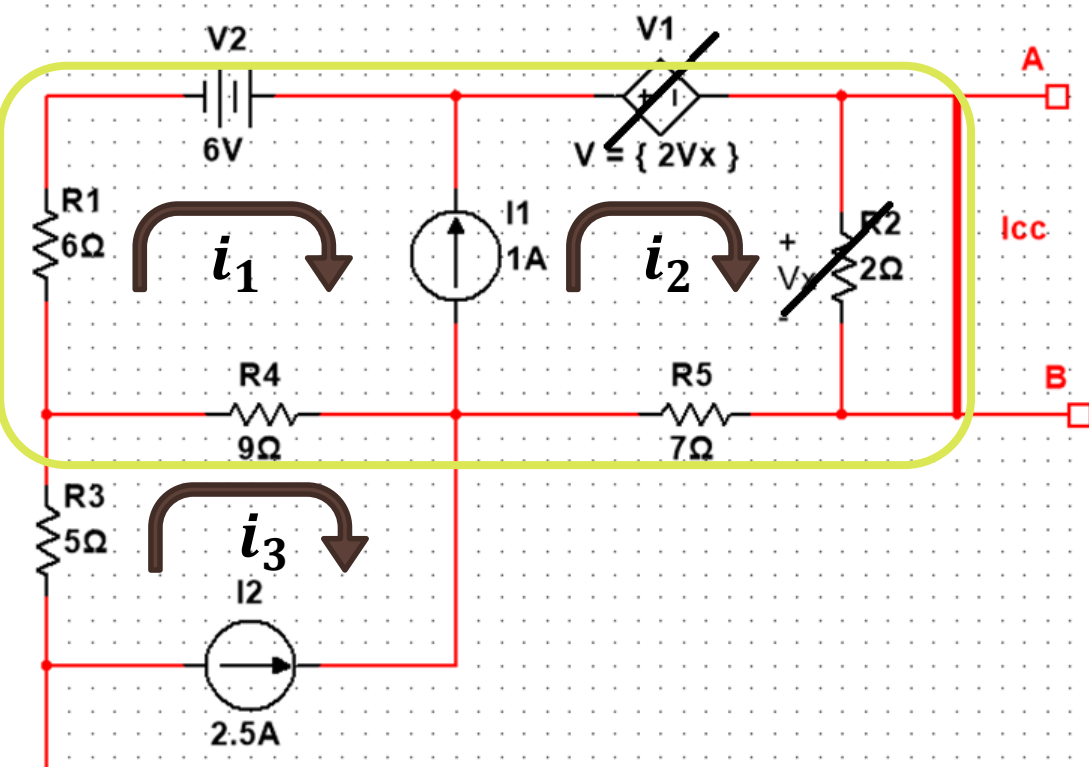 V2
6V
V1
+ -
V = { 2Vx }
A
R1
6Ω
i1
I1
1A
i2
+
Vx
-
R2
2Ω
Icc
R4
9Ω
R5
7Ω
B
R3
5Ω
i3
I2
2.5A